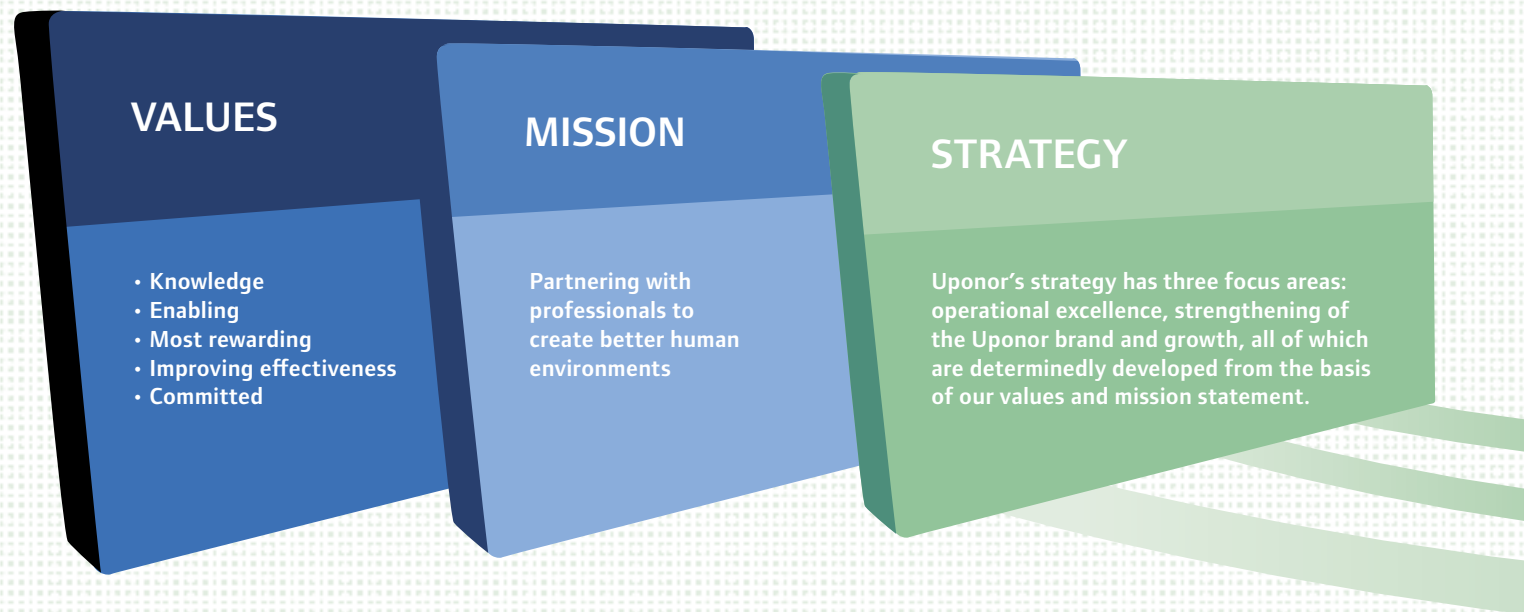 VALUES
• Knowledge
• Enabling
• Most rewarding
• Improving effectiveness
• Committed
MISSION
Partnering with
professionals to
create better human
environments
STRATEGY
Uponor’s strategy has three focus areas:
operational excellence, strengthening of
the Uponor brand and growth, all of which
are determinedly developed from the basis
of our values and mission statement.